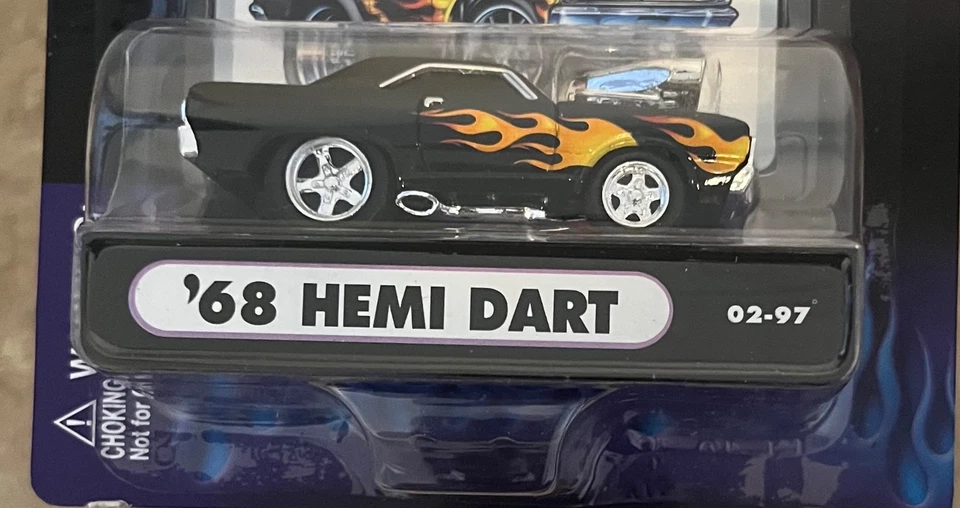 '68 HEMI DART
02-97
CHOKING
Not for